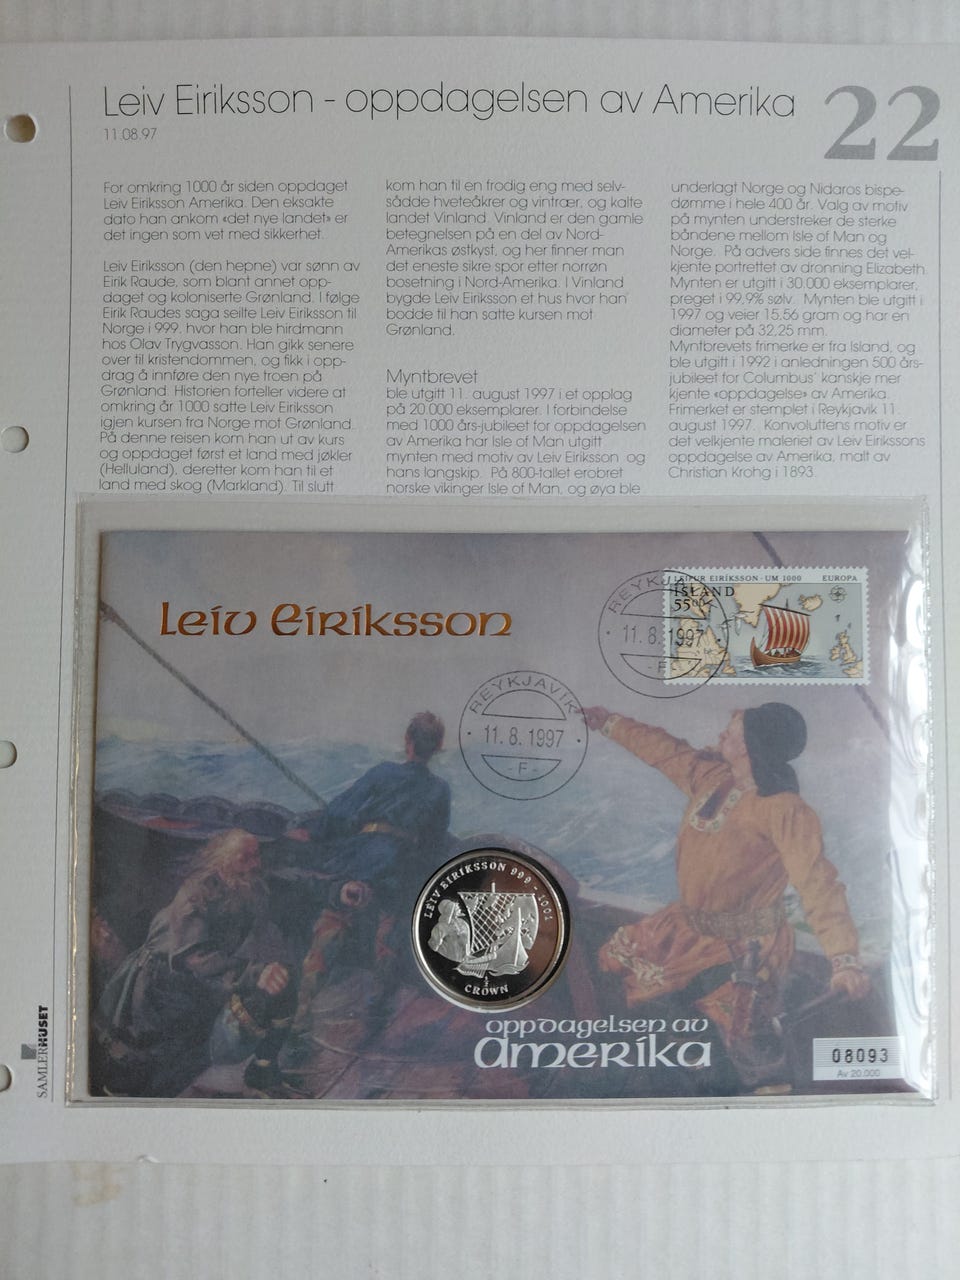 Leiv Eiriksson - oppdagelsen av Amerika
22
11.08.97
For omkring 1000 år siden oppdaget
Leiv Eiriksson Amerika. Den eksakte
dato han ankom «det nye landet» er
det ingen som vet med sikkerhet.
Leiv Eiriksson (den hepne) var sønn av
Eirik Raude, som blant annet opp-
daget og koloniserte Grønland. I følge
Eirik Raudes saga seilte Leiv Eiriksson til
Norge i 999, hvor han ble hirdmann
hos Olav Trygvasson. Han gikk senere
over til kristendommen, og fikk i opp-
drag å innføre den nye troen på
Grønland. Historien forteller videre at
omkring år 1000 satte Leiv Eiriksson
igjen kursen fra Norge mot Grønland.
På denne reisen kom han ut av kurs
og oppdaget først et land med jøkler
(Helluland), deretter kom han til et
land med skog (Markland). Til slutt
kom han til en frodig eng med selv-
sådde hveteåkrer og vintrær, og kalte
landet Vinland. Vinland er den gamle
betegnelsen på en del av Nord-
Amerikas østkyst, og her finner man
det eneste sikre spor etter norrøn
bosetning i Nord-Amerika. I Vinland
bygde Leiv Eiriksson et hus hvor han
bodde til han satte kursen mot
Grønland.
Myntbrevet
ble utgitt 11. august 1997 i et opplag
på 20.000 eksemplarer. I forbindelse
med 1000 års-jubileet for oppdagelsen
av Amerika har Isle of Man utgitt
mynten med motiv av Leiv Eiriksson og
hans langskip. På 800-tallet erobret
norske vikinger Isle of Man, og øya ble
underlagt Norge og Nidaros bispe-
dømme i hele 400 år. Valg av motiv
på mynten understreker de sterke
båndene mellom Isle of Man og
Norge. På advers side finnes det vel-
kjente portrettet av dronning Elizabeth.
Mynten er utgitt i 30.000 eksemplarer,
preget i 99,9% sølv. Mynten ble utgitt i
1997 og veier 15,56 gram og har en
diameter på 32,25 mm.
Myntbrevets frimerke er fra Island, og
ble utgitt i 1992 i anledningen 500 års-
jubileet for Columbus' kanskje mer
kjente «oppdagelse» av Amerika.
Frimerket er stemplet i Reykjavik 11.
august 1997. Konvoluttens motiv er
det velkjente maleriet av Leiv Eirikssons
oppdagelse av Amerika, malt av
Christian Krohg i 1893.
Leiv Eiriksson
LEIFUR EIRÍKSSON · UM 1000 EUROPA
ÍSLAND
5500
REYKJA
11.8.1997
- F -
REYKJAVÍK
11.8.1997
- F -
LEIV EIRIKSSON 999 - 1001
½
CROWN
oppdagelsen av
Amerika
08093
Av 20.000
SAMLERHUSET